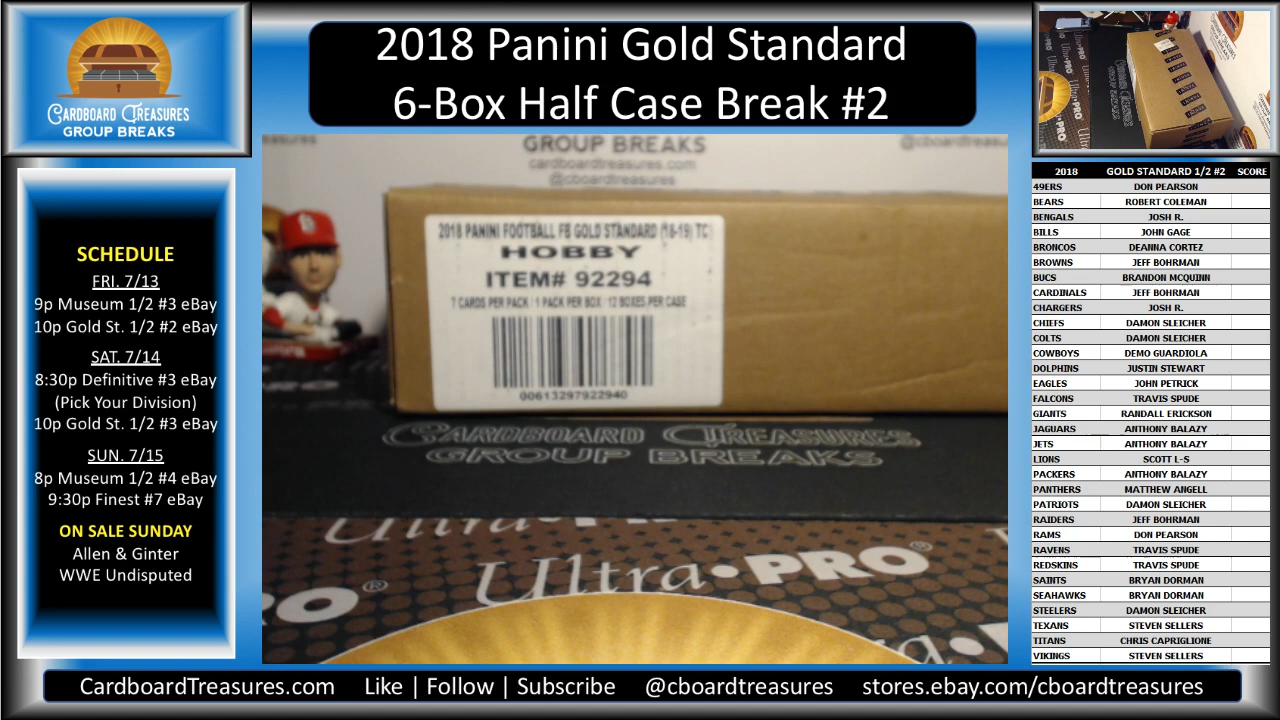 CARDBOARD TREASURES
GROUP BREAKS
2018 Panini Gold Standard
6-Box Half Case Break #2
SCHEDULE
FRI. 7/13
9p Museum 1/2 #3 eBay
10p Gold St. 1/2 #2 eBay
SAT. 7/14
8:30p Definitive #3 eBay
(Pick Your Division)
10p Gold St. 1/2 #3 eBay
SUN. 7/15
8p Museum 1/2 #4 eBay
9:30p Finest #7 eBay
ON SALE SUNDAY
Allen & Ginter
WWE Undisputed
GROUP BREAKS
cardboardtreasures.com
@cboardtreasures
2018 PANINI FOOTBALL FB GOLD STANDARD (18-19) TC
HOBBY
ITEM# 92294
7 CARDS PER PACK / 1 PACK PER BOX / 12 BOXES PER CASE
00613297922940
CARDBOARD TREASURES
GROUP BREAKS
Ultra PRO
Ultra•PRO®
RO®
2018 GOLD STANDARD 1/2 #2 SCORE
49ERS DON PEARSON
BEARS ROBERT COLEMAN
BENGALS JOSH R.
BILLS JOHN GAGE
BRONCOS DEANNA CORTEZ
BROWNS JEFF BOHRMAN
BUCS BRANDON MCQUINN
CARDINALS JEFF BOHRMAN
CHARGERS JOSH R.
CHIEFS DAMON SLEICHER
COLTS DAMON SLEICHER
COWBOYS DEMO GUARDIOLA
DOLPHINS JUSTIN STEWART
EAGLES JOHN PETRICK
FALCONS TRAVIS SPUDE
GIANTS RANDALL ERICKSON
JAGUARS ANTHONY BALAZY
JETS ANTHONY BALAZY
LIONS SCOTT L-S
PACKERS ANTHONY BALAZY
PANTHERS MATTHEW ANGELL
PATRIOTS DAMON SLEICHER
RAIDERS JEFF BOHRMAN
RAMS DON PEARSON
RAVENS TRAVIS SPUDE
REDSKINS TRAVIS SPUDE
SAINTS BRYAN DORMAN
SEAHAWKS BRYAN DORMAN
STEELERS DAMON SLEICHER
TEXANS STEVEN SELLERS
TITANS CHRIS CAPRIGLIONE
VIKINGS STEVEN SELLERS
CardboardTreasures.com Like | Follow | Subscribe @cboardtreasures stores.ebay.com/cboardtreasures